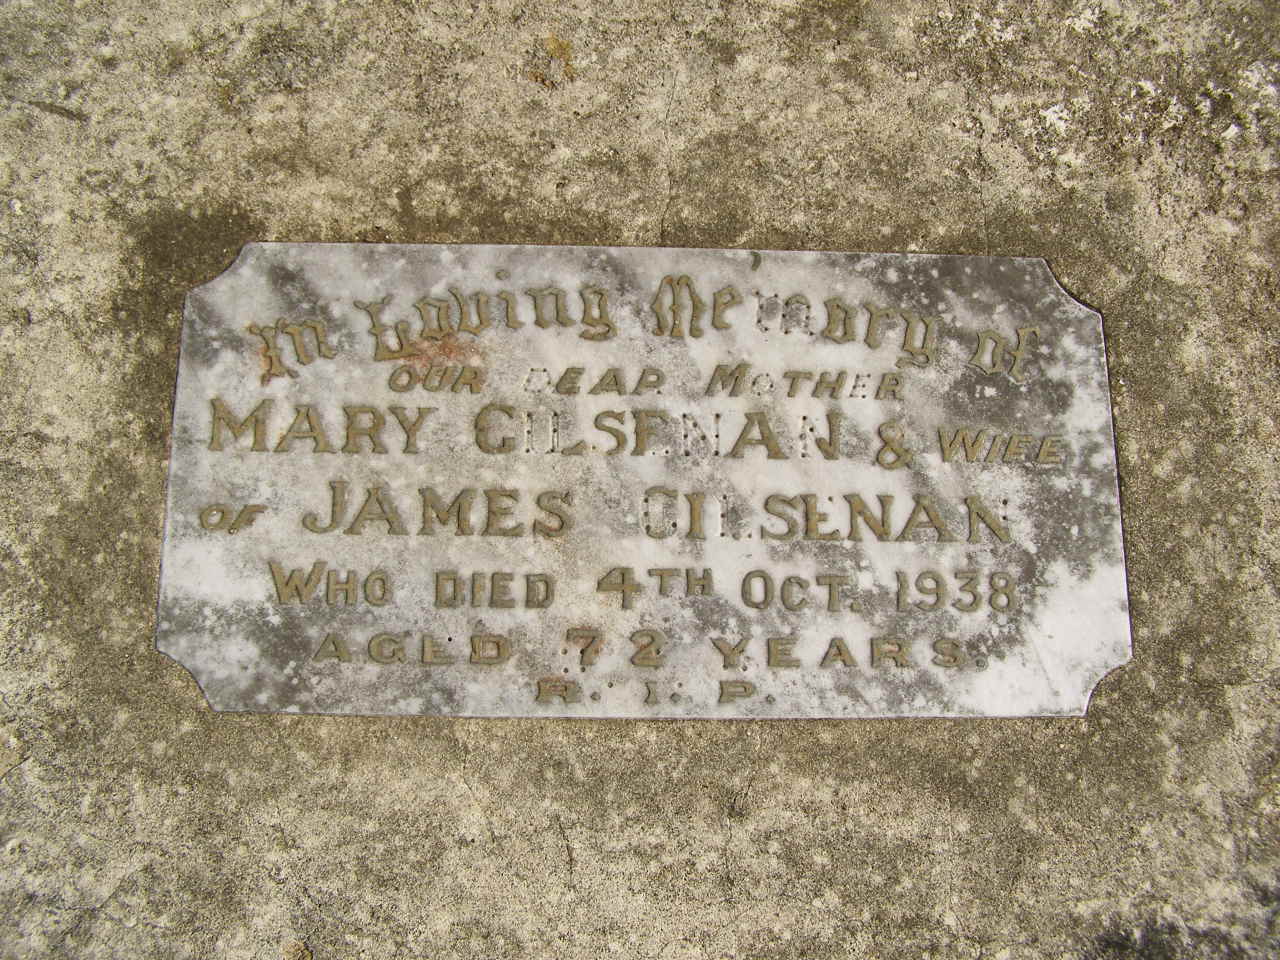 In Loving Memory of
OUR DEAR MOTHER
MARY GILSENAN & WIFE
OF JAMES GILSENAN
WHO DIED 4TH OCT. 1938
AGED 72 YEARS.
R.I.P.